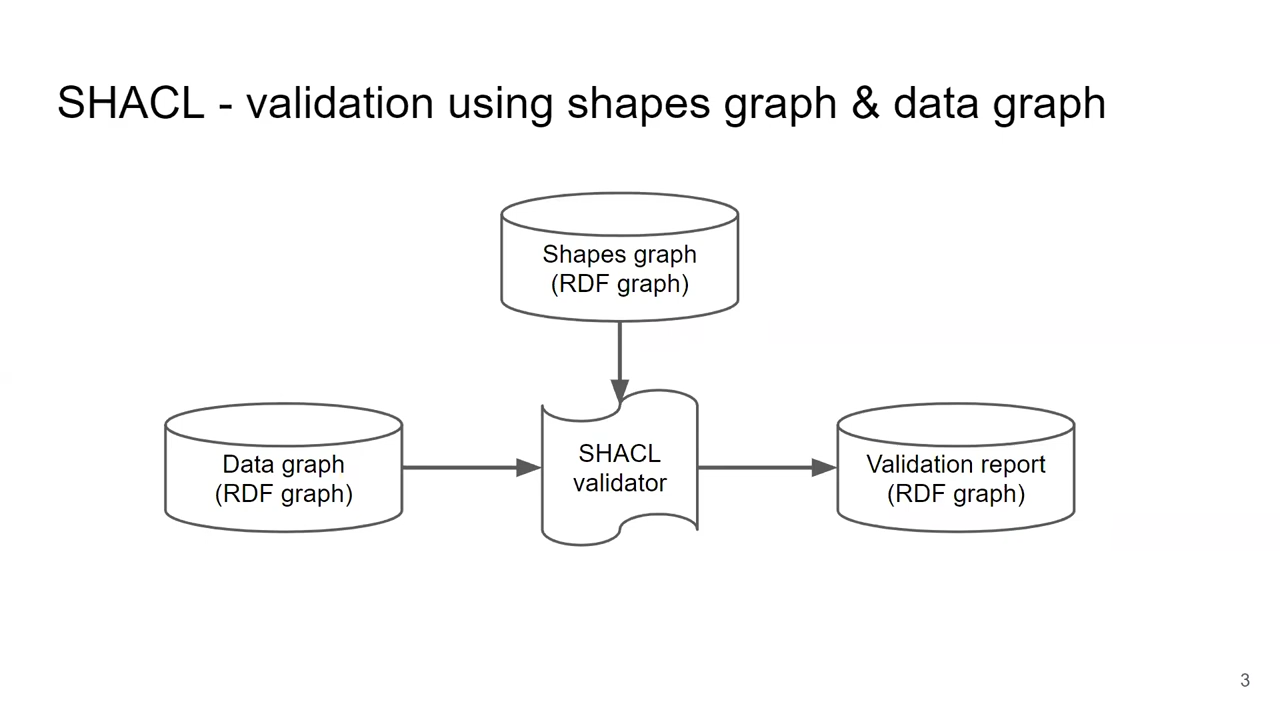 SHACL - validation using shapes graph & data graph
Shapes graph
(RDF graph)
Data graph
(RDF graph)
SHACL
validator
Validation report
(RDF graph)
3